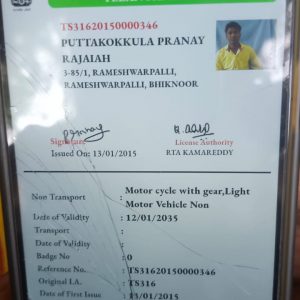 TS31620150000346
PUTTAKOKKULA PRANAY
RAJAIAH
3-85/1, RAMESHWARPALLI,
RAMESHWARPALLI, BHIKNOOR
Signature
License Authority
Issued On: 13/01/2015
RTA KAMAREDDY
Non Transport : Motor cycle with gear,Light
Motor Vehicle Non
Date of Validity : 12/01/2035
Transport :
Date of Validity :
Badge No : 0
Reference No. : TS31620150000346
Original LA. : TS316
Date of First Issue : 13/01/2015